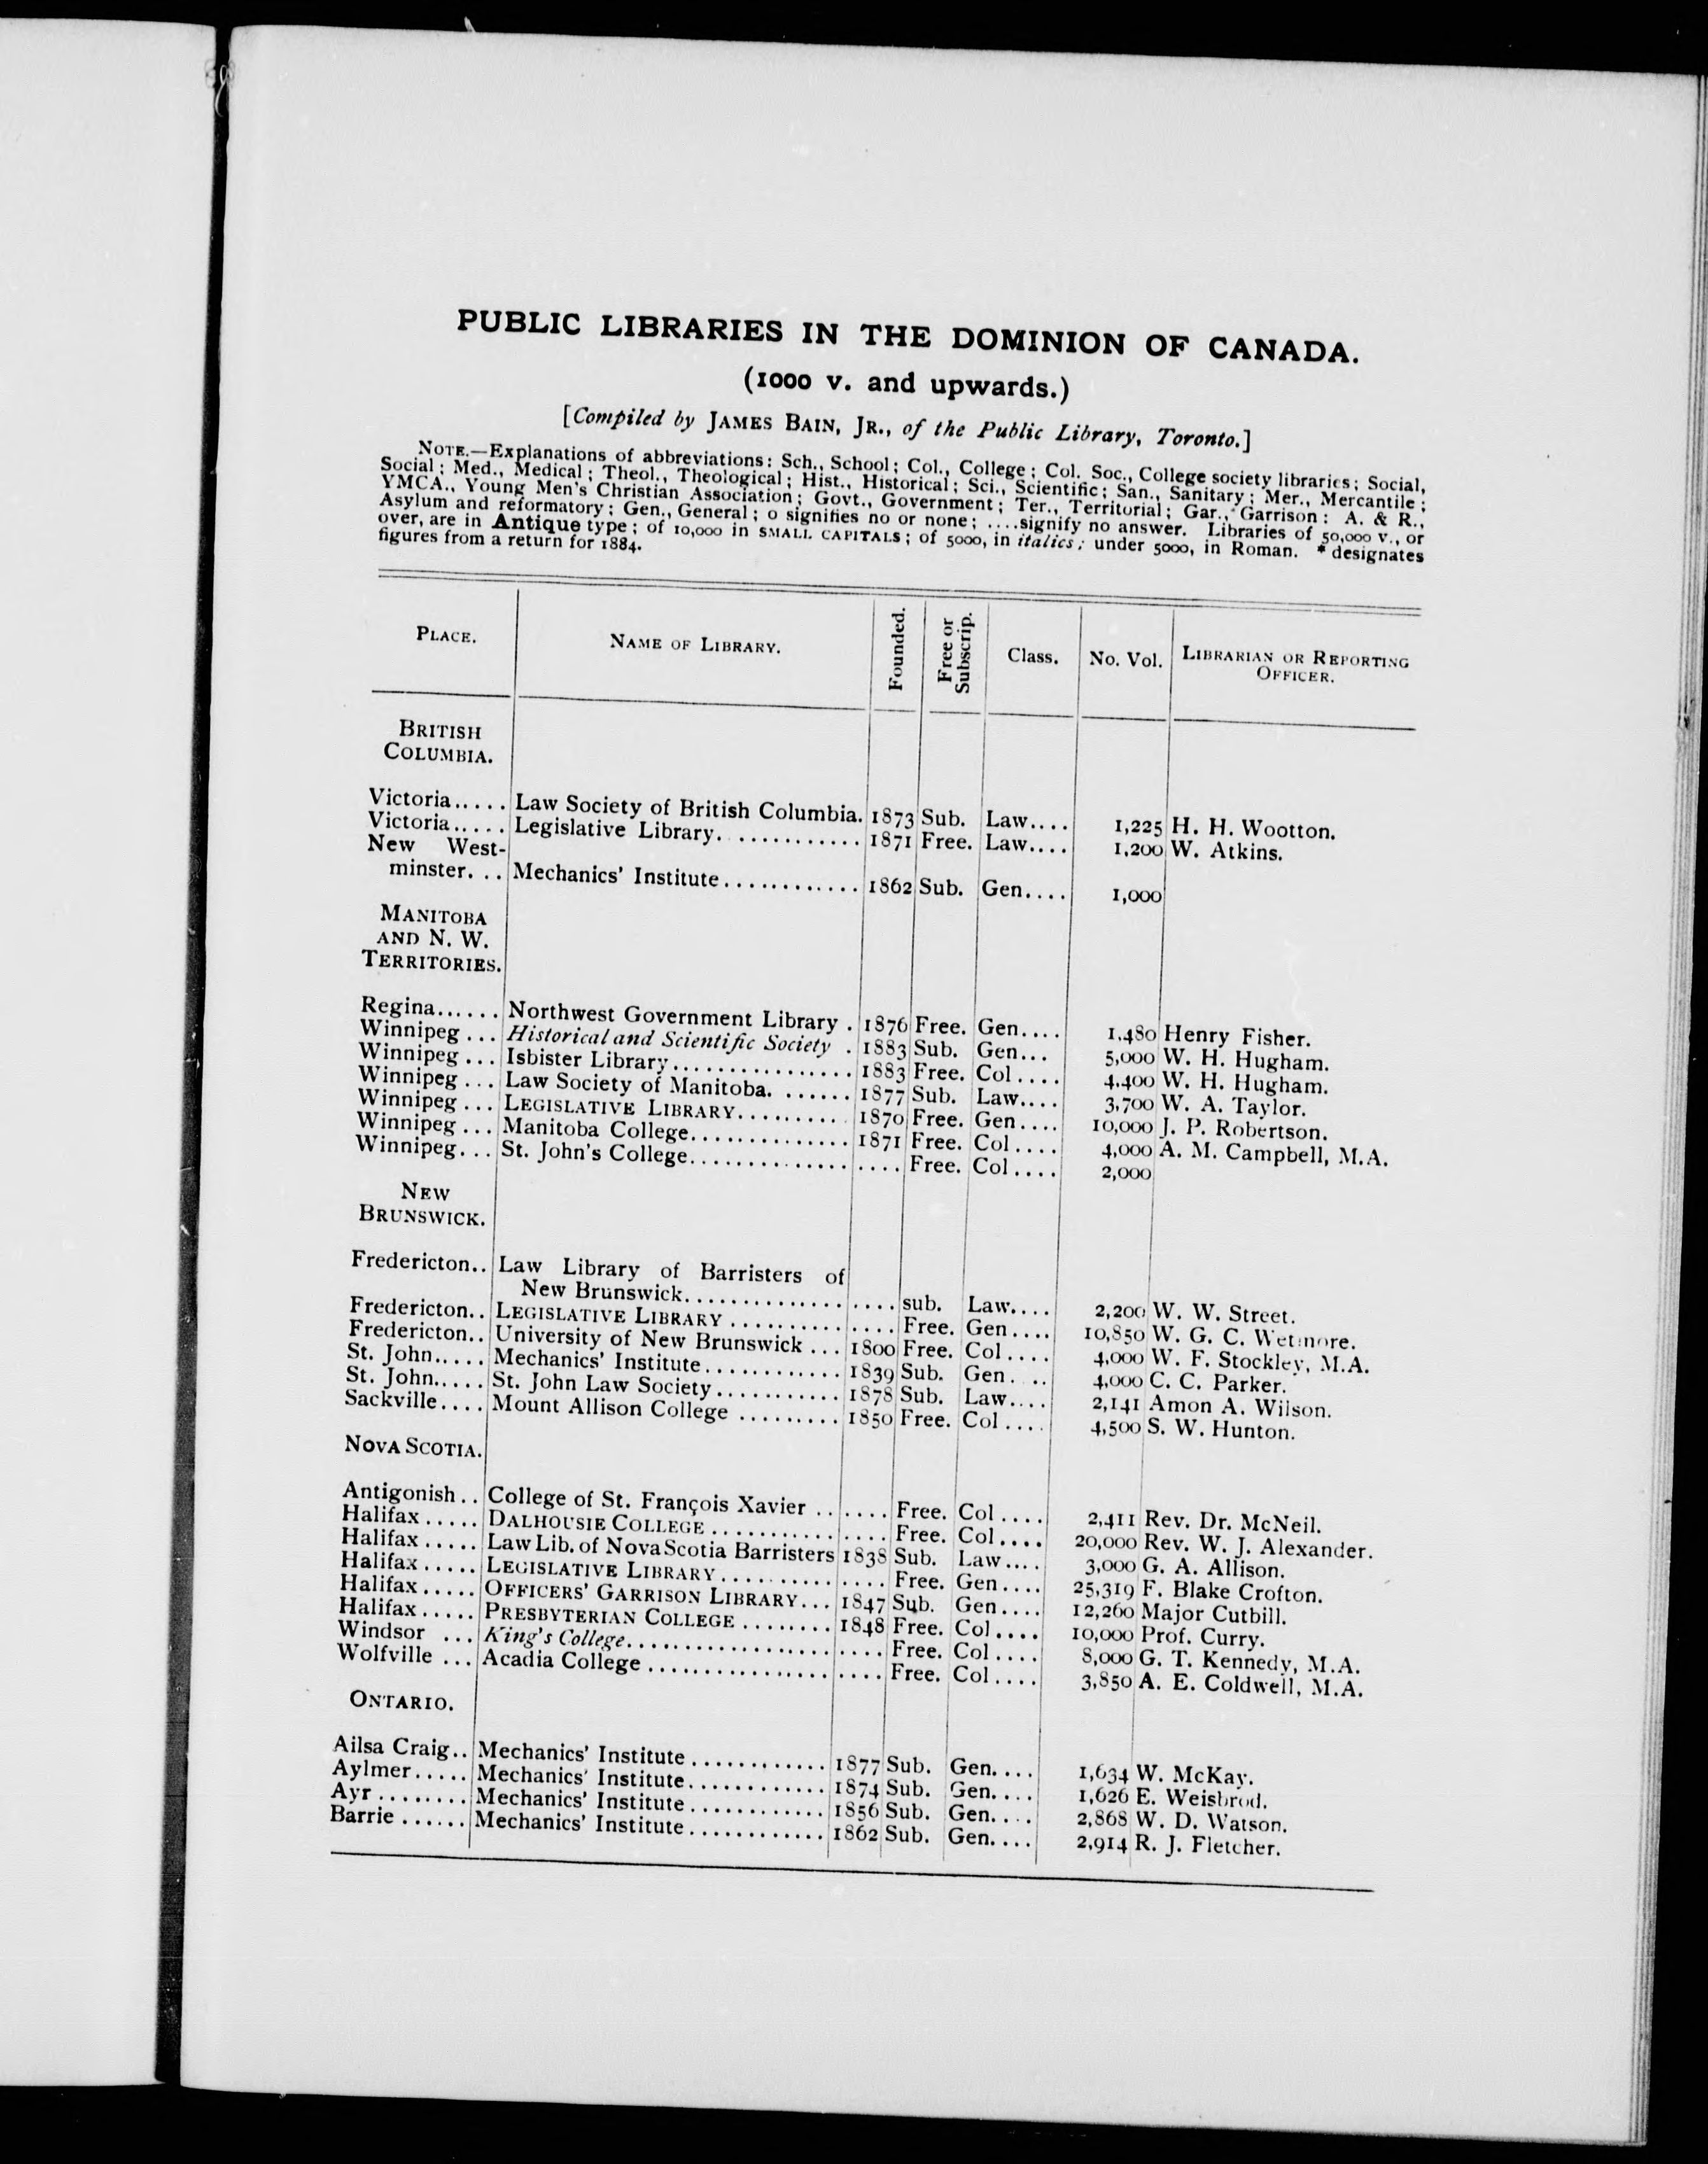 PUBLIC LIBRARIES IN THE DOMINION OF CANADA.
(1000 v. and upwards.)
[Compiled by JAMES BAIN, JR., of the Public Library, Toronto.]
NOTE.—Explanations of abbreviations: Sch., School; Col., College; Col. Soc., College society libraries; Social,
Social; Med., Medical; Theol., Theological; Hist., Historical; Sci., Scientific; San., Sanitary; Mer., Mercantile;
YMCA., Young Men's Christian Association; Govt., Government; Ter., Territorial; Gar., Garrison; A. & R.,
Asylum and reformatory; Gen., General; 0 signifies no or none; ....signify no answer. Libraries of 50,000 v., or
over, are in Antique type; of 10,000 in SMALL CAPITALS; of 5000, in italics; under 5000, in Roman. * designates
figures from a return for 1884.
PLACE. NAME OF LIBRARY. Founded. Free or Subscrip. Class. No. Vol. LIBRARIAN OR REPORTING OFFICER.
BRITISH
COLUMBIA.
Victoria..... Law Society of British Columbia. 1873 Sub. Law.... 1,225 H. H. Wootton.
Victoria..... Legislative Library............ 1871 Free. Law.... 1,200 W. Atkins.
New West-
minster... Mechanics' Institute............ 1862 Sub. Gen.... 1,000
MANITOBA
AND N. W.
TERRITORIES.
Regina...... Northwest Government Library . 1876 Free. Gen.... 1,480 Henry Fisher.
Winnipeg ... Historical and Scientific Society . 1883 Sub. Gen... 5,000 W. H. Hugham.
Winnipeg ... Isbister Library................ 1883 Free. Col .... 4,400 W. H. Hugham.
Winnipeg ... Law Society of Manitoba. ...... 1877 Sub. Law.... 3,700 W. A. Taylor.
Winnipeg ... LEGISLATIVE LIBRARY.......... 1870 Free. Gen.... 10,000 J. P. Robertson.
Winnipeg ... Manitoba College............... 1871 Free. Col .... 4,000 A. M. Campbell, M.A.
Winnipeg... St. John's College............... .... Free. Col .... 2,000
NEW
BRUNSWICK.
Fredericton.. Law Library of Barristers of
New Brunswick............... .... sub. Law.... 2,200 W. W. Street.
Fredericton.. LEGISLATIVE LIBRARY .......... .... Free. Gen.... 10,850 W. G. C. Wetmore.
Fredericton.. University of New Brunswick ... 1800 Free. Col .... 4,000 W. F. Stockley, M.A.
St. John..... Mechanics' Institute............ 1839 Sub. Gen.... 4,000 C. C. Parker.
St. John..... St. John Law Society........... 1878 Sub. Law.... 2,141 Amon A. Wilson.
Sackville.... Mount Allison College ......... 1850 Free. Col .... 4,500 S. W. Hunton.
NOVA SCOTIA.
Antigonish.. College of St. François Xavier .. .... Free. Col .... 2,411 Rev. Dr. McNeil.
Halifax ..... DALHOUSIE COLLEGE ........... .... Free. Col .... 20,000 Rev. W. J. Alexander.
Halifax ..... Law Lib. of Nova Scotia Barristers 1838 Sub. Law.... 3,000 G. A. Allison.
Halifax ..... LEGISLATIVE LIBRARY .......... .... Free. Gen.... 25,319 F. Blake Crofton.
Halifax ..... OFFICERS' GARRISON LIBRARY... 1847 Sub. Gen.... 12,260 Major Cutbill.
Halifax ..... PRESBYTERIAN COLLEGE ........ 1848 Free. Col .... 10,000 Prof. Curry.
Windsor ... King's College................... .... Free. Col .... 8,000 G. T. Kennedy, M.A.
Wolfville ... Acadia College ................. .... Free. Col .... 3,850 A. E. Coldwell, M.A.
ONTARIO.
Ailsa Craig.. Mechanics' Institute ............ 1877 Sub. Gen.... 1,634 W. McKay.
Aylmer..... Mechanics' Institute............ 1874 Sub. Gen.... 1,626 E. Weisbrod.
Ayr ........ Mechanics' Institute............ 1856 Sub. Gen.... 2,868 W. D. Watson.
Barrie ...... Mechanics' Institute............ 1862 Sub. Gen.... 2,914 R. J. Fletcher.